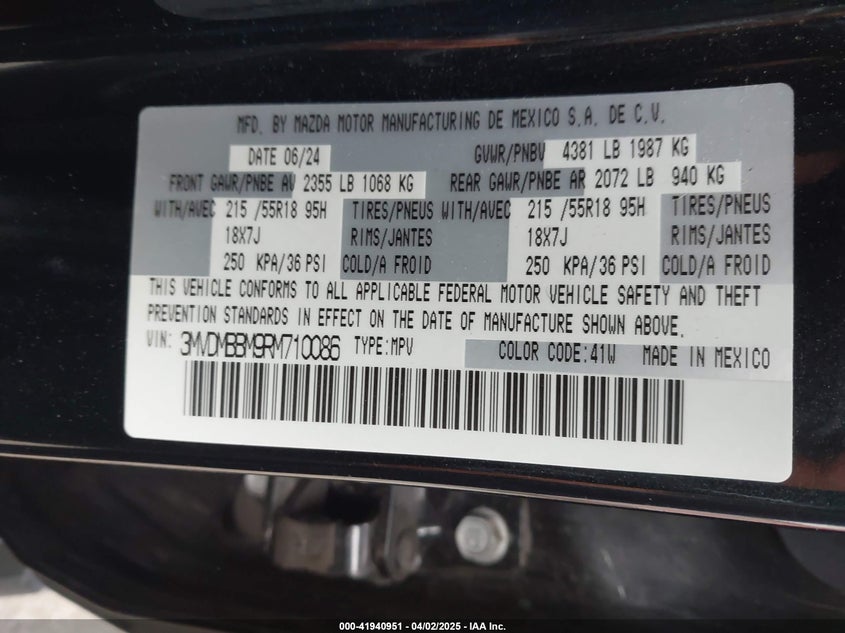 MFD. BY MAZDA MOTOR MANUFACTURING DE MEXICO S.A. DE C.V.
DATE 06/24 GVWR/PNBV 4381 LB 1987 KG
FRONT GAWR/PNBE AV 2355 LB 1068 KG REAR GAWR/PNBE AR 2072 LB 940 KG
WITH/AVEC 215 /55R18 95H TIRES/PNEUS WITH/AVEC 215 /55R18 95H TIRES/PNEUS
18X7J RIMS/JANTES 18X7J RIMS/JANTES
250 KPA/36 PSI COLD/A FROID 250 KPA/36 PSI COLD/A FROID
THIS VEHICLE CONFORMS TO ALL APPLICABLE FEDERAL MOTOR VEHICLE SAFETY AND THEFT
PREVENTION STANDARDS IN EFFECT ON THE DATE OF MANUFACTURE SHOWN ABOVE.
VIN: 3MVDMBBM9RM710086 TYPE:MPV COLOR CODE:41W MADE IN MEXICO
000-41940951 - 04/02/2025 - IAA Inc.